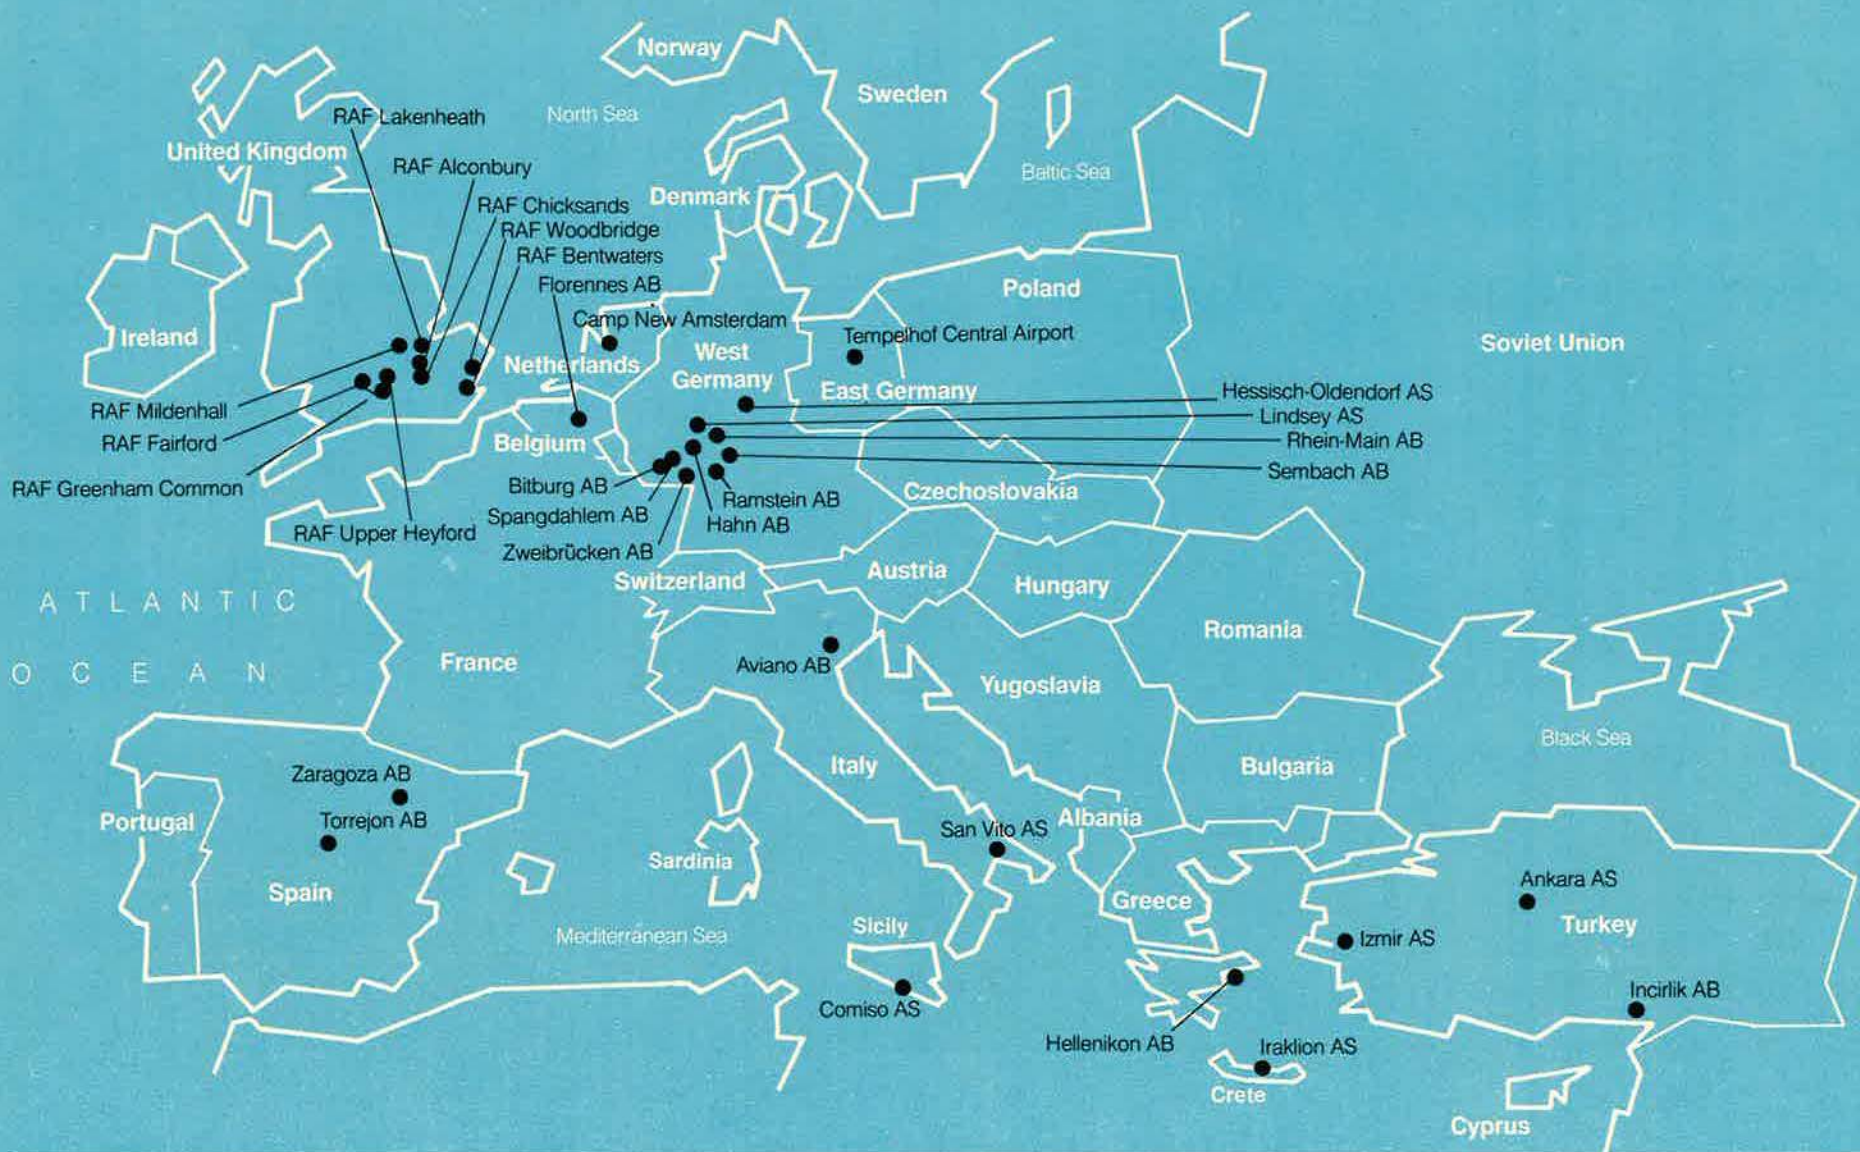 Norway
Sweden
North Sea
RAF Lakenheath
United Kingdom
RAF Alconbury
Baltic Sea
Denmark
RAF Chicksands
RAF Woodbridge
RAF Bentwaters
Florennes AB
Poland
Camp New Amsterdam
Ireland
Tempelhof Central Airport
Soviet Union
West
Germany
Netherlands
East Germany
Hessisch-Oldendorf AS
RAF Mildenhall
Lindsey AS
RAF Fairford
Belgium
Rhein-Main AB
Sembach AB
RAF Greenham Common
Bitburg AB
Ramstein AB
Czechoslovakia
Spangdahlem AB
Hahn AB
RAF Upper Heyford
Zweibrücken AB
Switzerland
Austria
Hungary
ATLANTIC
OCEAN
Romania
France
Aviano AB
Yugoslavia
Black Sea
Italy
Bulgaria
Zaragoza AB
Portugal
Torrejon AB
Albania
San Vito AS
Sardinia
Spain
Ankara AS
Greece
Turkey
Sicily
Mediterranean Sea
Izmir AS
Incirlik AB
Comiso AS
Hellenikon AB
Iraklion AS
Crete
Cyprus